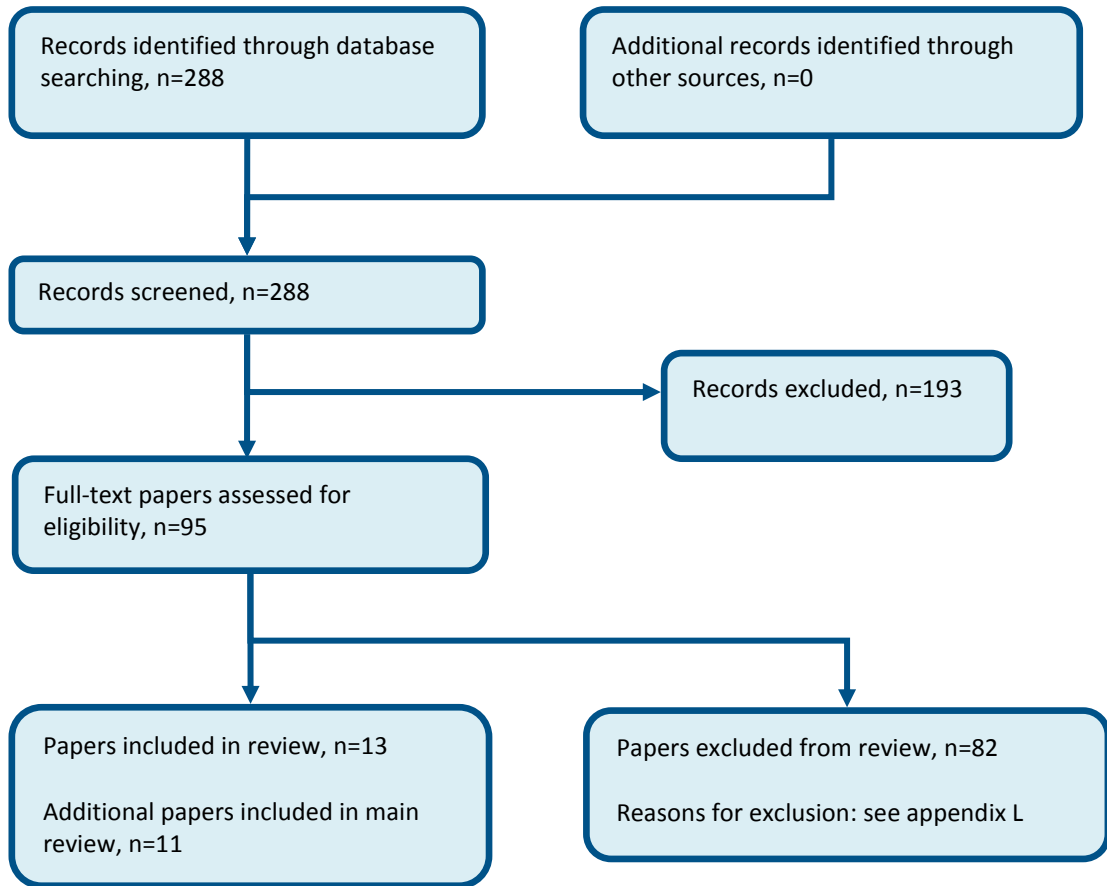 Records identified through database
searching, n=288
Additional records identified through
other sources, n=0
Records screened, n=288
Records excluded, n=193
Full-text papers assessed for
eligibility, n=95
Papers included in review, n=13
Additional papers included in main
review, n=11
Papers excluded from review, n=82
Reasons for exclusion: see appendix L